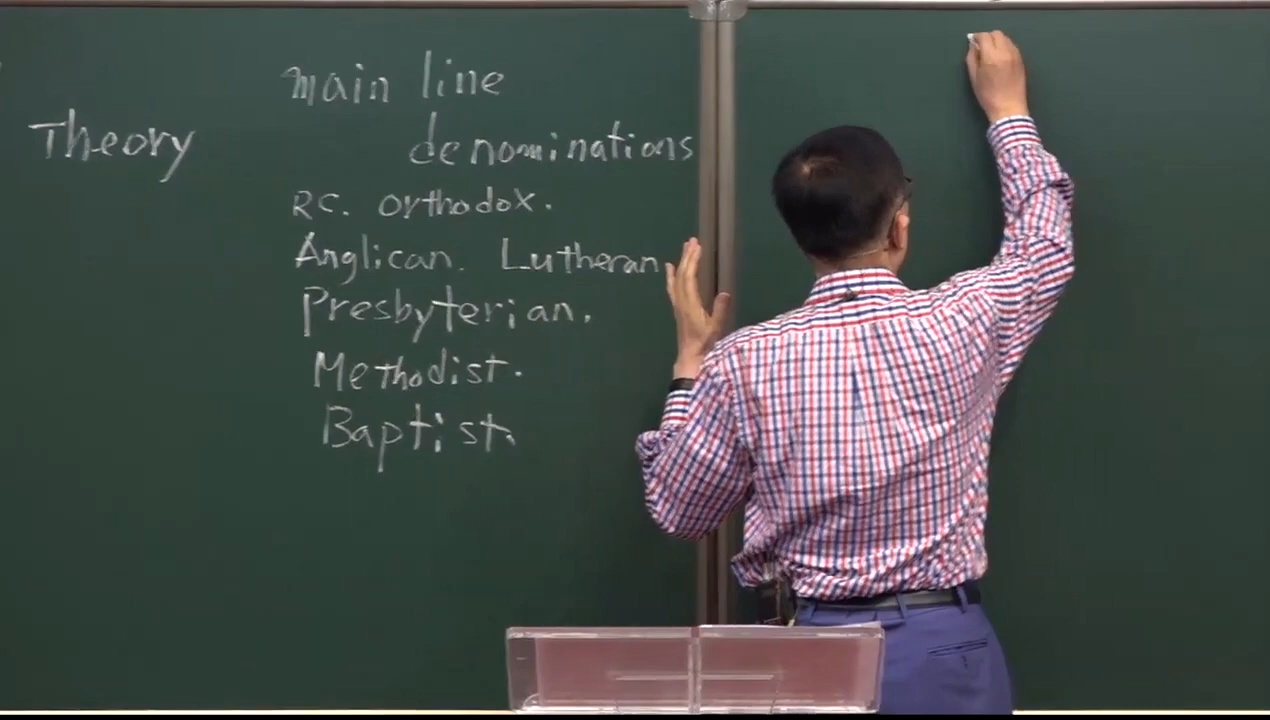 main line
denominations
Theory
RC. Orthodox.
Anglican. Lutheran
Presbyterian.
Methodist.
Baptist.